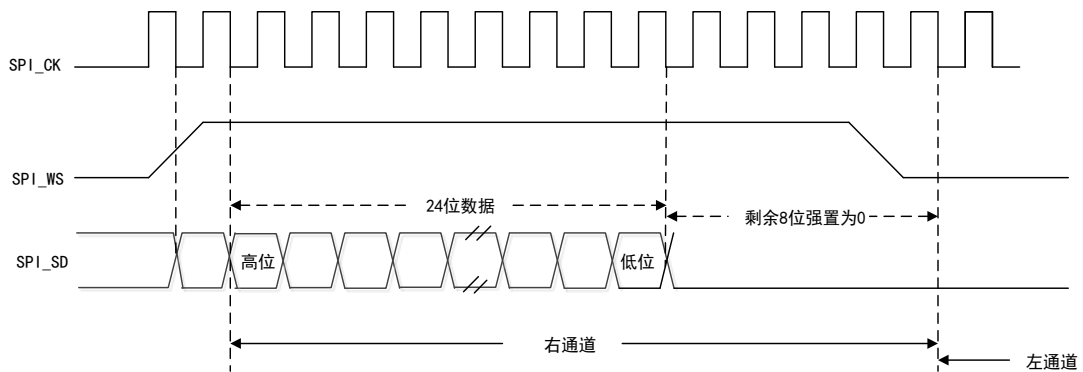 SPI_CK
SPI_WS
24位数据
剩余8位强置为0
SPI_SD
高位
低位
右通道
左通道